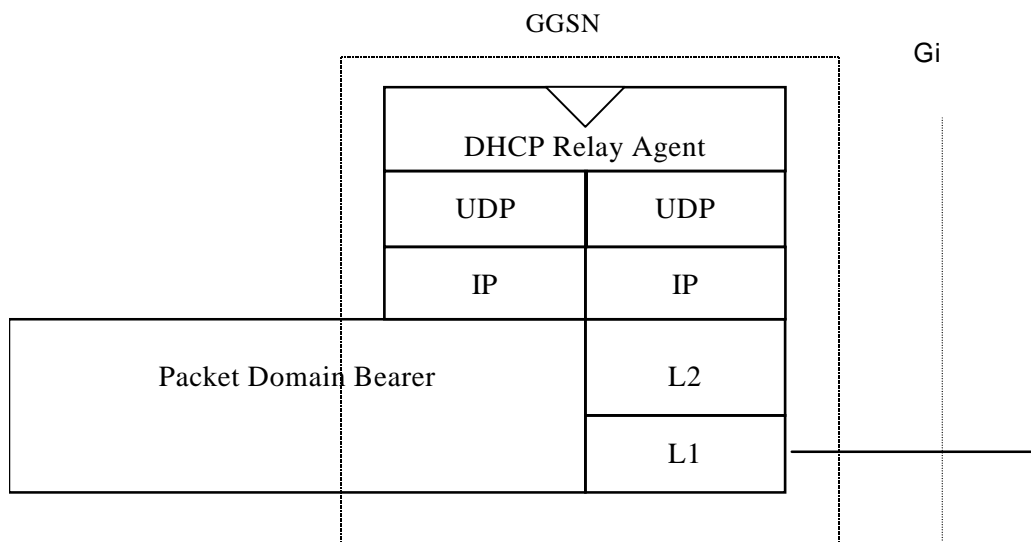 GGSN
Gi
DHCP Relay Agent
UDP
UDP
IP
IP
Packet Domain Bearer
L2
L1